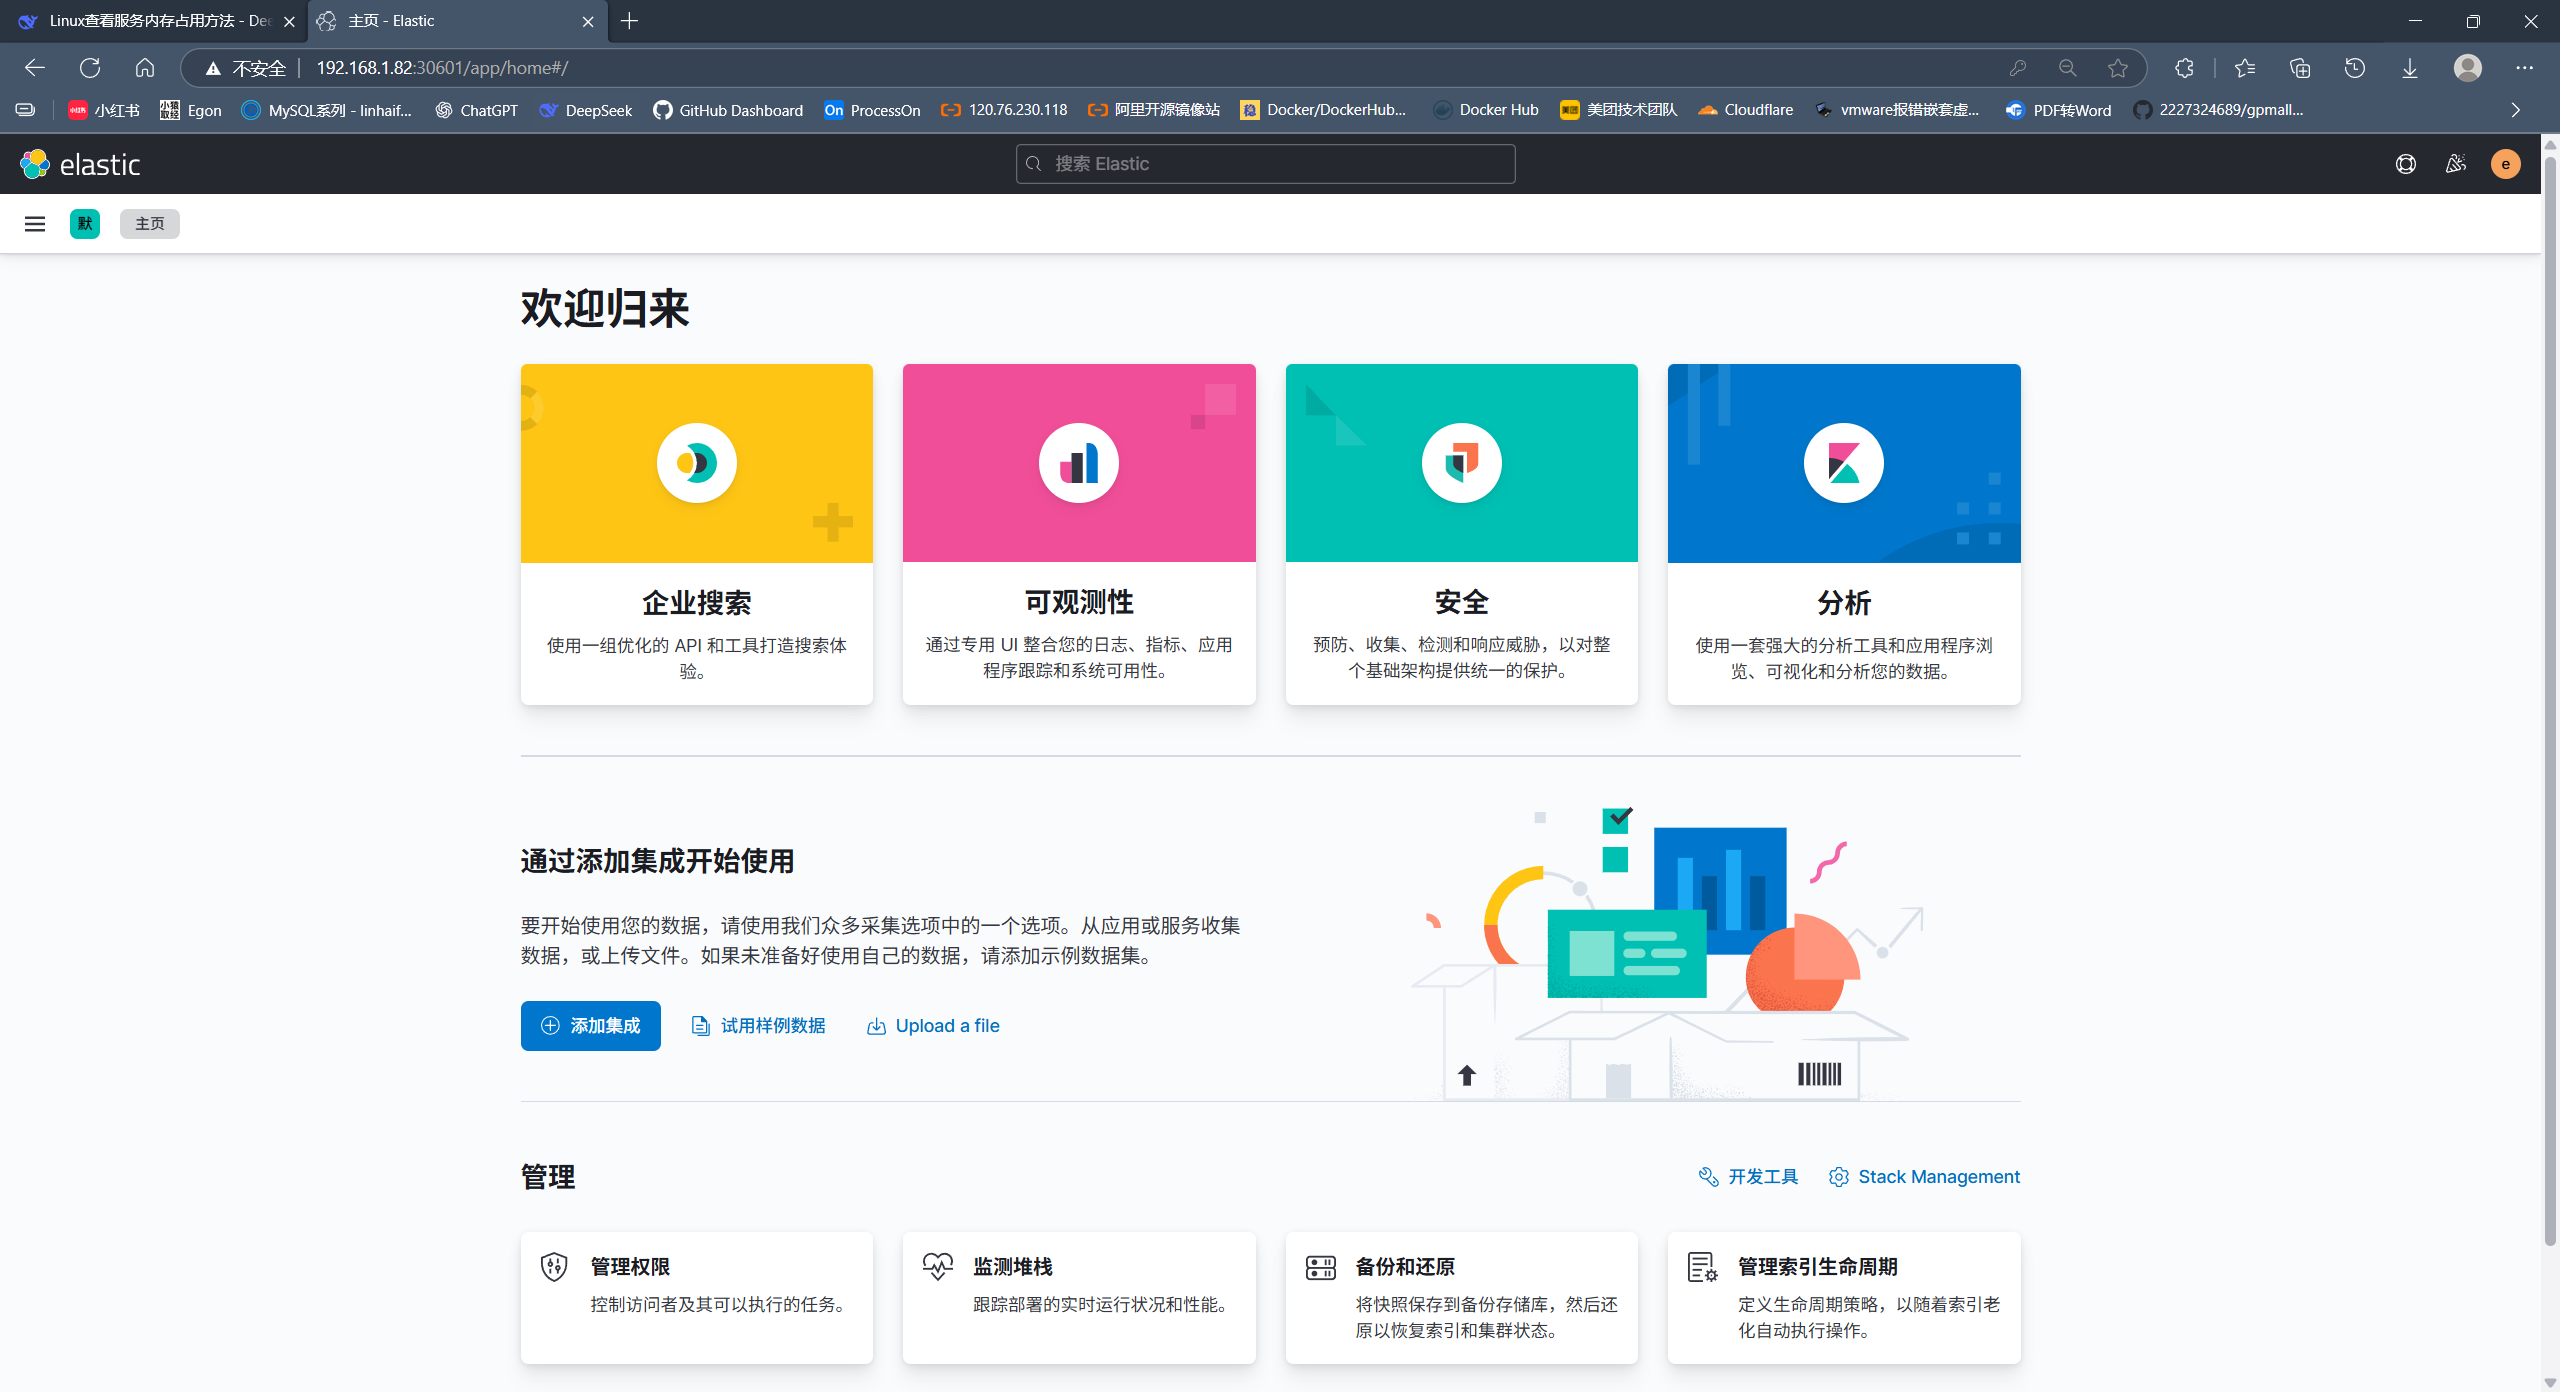 Linux查看服务内存占用方法 - Dee
主页 - Elastic
不安全 | 192.168.1.82:30601/app/home#/
小红书
小猿取经
Egon
MySQL系列 - linhaif...
ChatGPT
DeepSeek
GitHub Dashboard
On ProcessOn
120.76.230.118
阿里开源镜像站
稳 Docker/DockerHub...
Docker Hub
美团 美团技术团队
Cloudflare
vmware报错嵌套虚...
PDF转Word
2227324689/gpmall...
elastic
搜索 Elastic
e
默
主页
欢迎归来
企业搜索
使用一组优化的 API 和工具打造搜索体
验。
可观测性
通过专用 UI 整合您的日志、指标、应用
程序跟踪和系统可用性。
安全
预防、收集、检测和响应威胁，以对整
个基础架构提供统一的保护。
分析
使用一套强大的分析工具和应用程序浏
览、可视化和分析您的数据。
通过添加集成开始使用
要开始使用您的数据，请使用我们众多采集选项中的一个选项。从应用或服务收集
数据，或上传文件。如果未准备好使用自己的数据，请添加示例数据集。
添加集成
试用样例数据
Upload a file
管理
开发工具
Stack Management
管理权限
控制访问者及其可以执行的任务。
监测堆栈
跟踪部署的实时运行状况和性能。
备份和还原
将快照保存到备份存储库，然后还
原以恢复索引和集群状态。
管理索引生命周期
定义生命周期策略，以随着索引老
化自动执行操作。